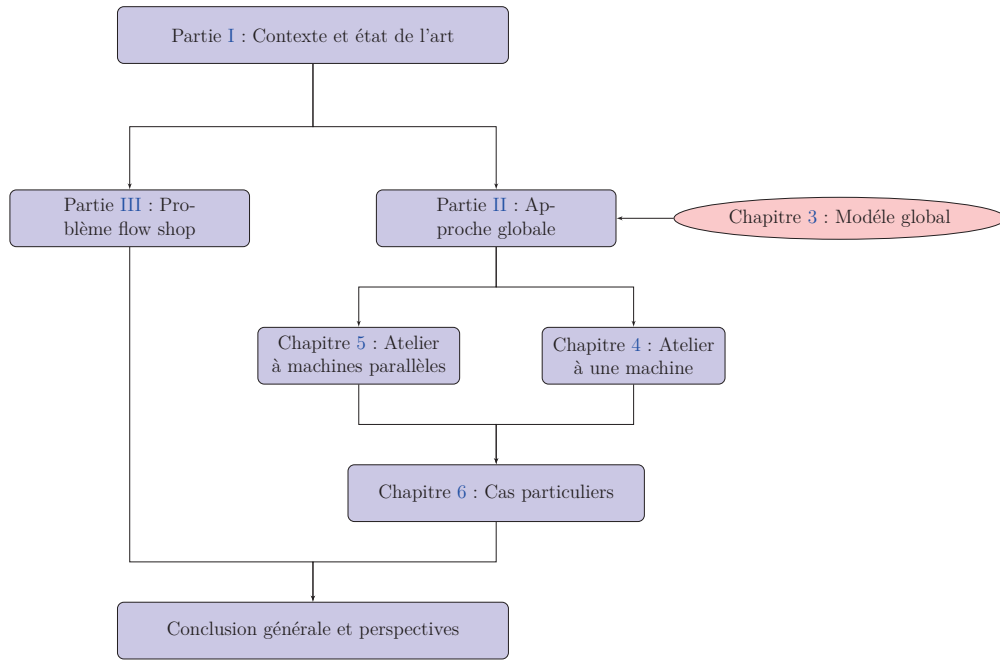 Partie I : Contexte et état de l'art
Partie III : Pro-
blème flow shop
Partie II : Ap-
proche globale
Chapitre 3 : Modéle global
Chapitre 5 : Atelier
à machines parallèles
Chapitre 4 : Atelier
à une machine
Chapitre 6 : Cas particuliers
Conclusion générale et perspectives